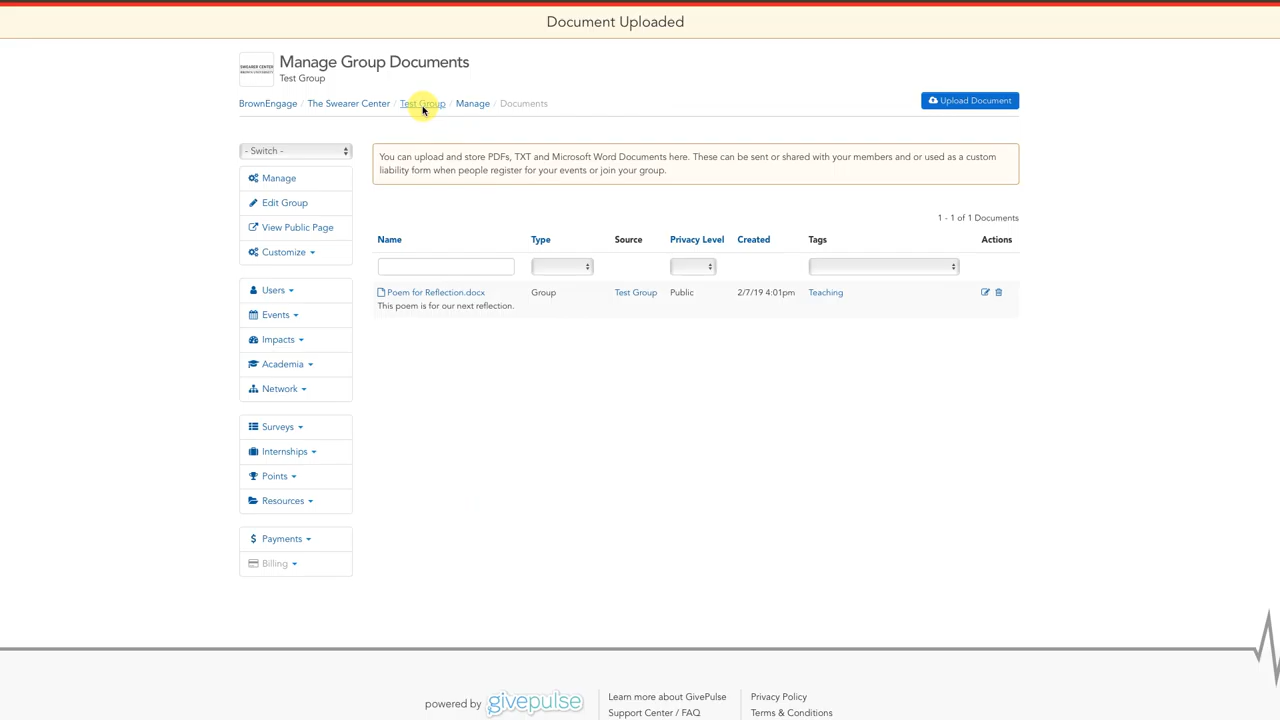 Document Uploaded
SWEARER CENTER
Manage Group Documents
Test Group
BrownEngage / The Swearer Center / Test Group / Manage / Documents
Upload Document
- Switch -
Manage
Edit Group
View Public Page
Customize
Users
Events
Impacts
Academia
Network
Surveys
Internships
Points
Resources
Payments
Billing
You can upload and store PDFs, TXT and Microsoft Word Documents here. These can be sent or shared with your members and or used as a custom
liability form when people register for your events or join your group.
1 - 1 of 1 Documents
Name Type Source Privacy Level Created Tags Actions
Poem for Reflection.docx Group Test Group Public 2/7/19 4:01pm Teaching
This poem is for our next reflection.
powered by givepulse
Learn more about GivePulse
Support Center / FAQ
Privacy Policy
Terms & Conditions